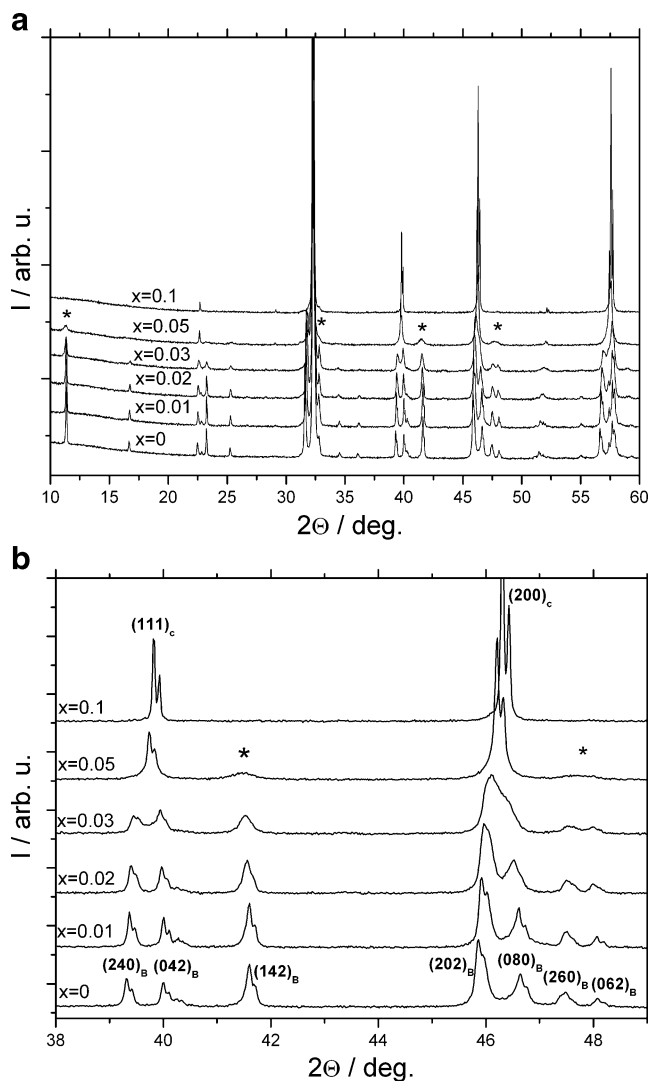 a
I / arb. u.
x=0.1
*
x=0.05
*
*
*
x=0.03
x=0.02
x=0.01
x=0
10 15 20 25 30 35 40 45 50 55 60
2Θ / deg.
b
I / arb. u.
(111)c
(200)c
x=0.1
x=0.05
*
*
x=0.03
x=0.02
x=0.01
(240)B (042)B (142)B (202)B (080)B (260)B (062)B
x=0
38 40 42 44 46 48
2Θ / deg.